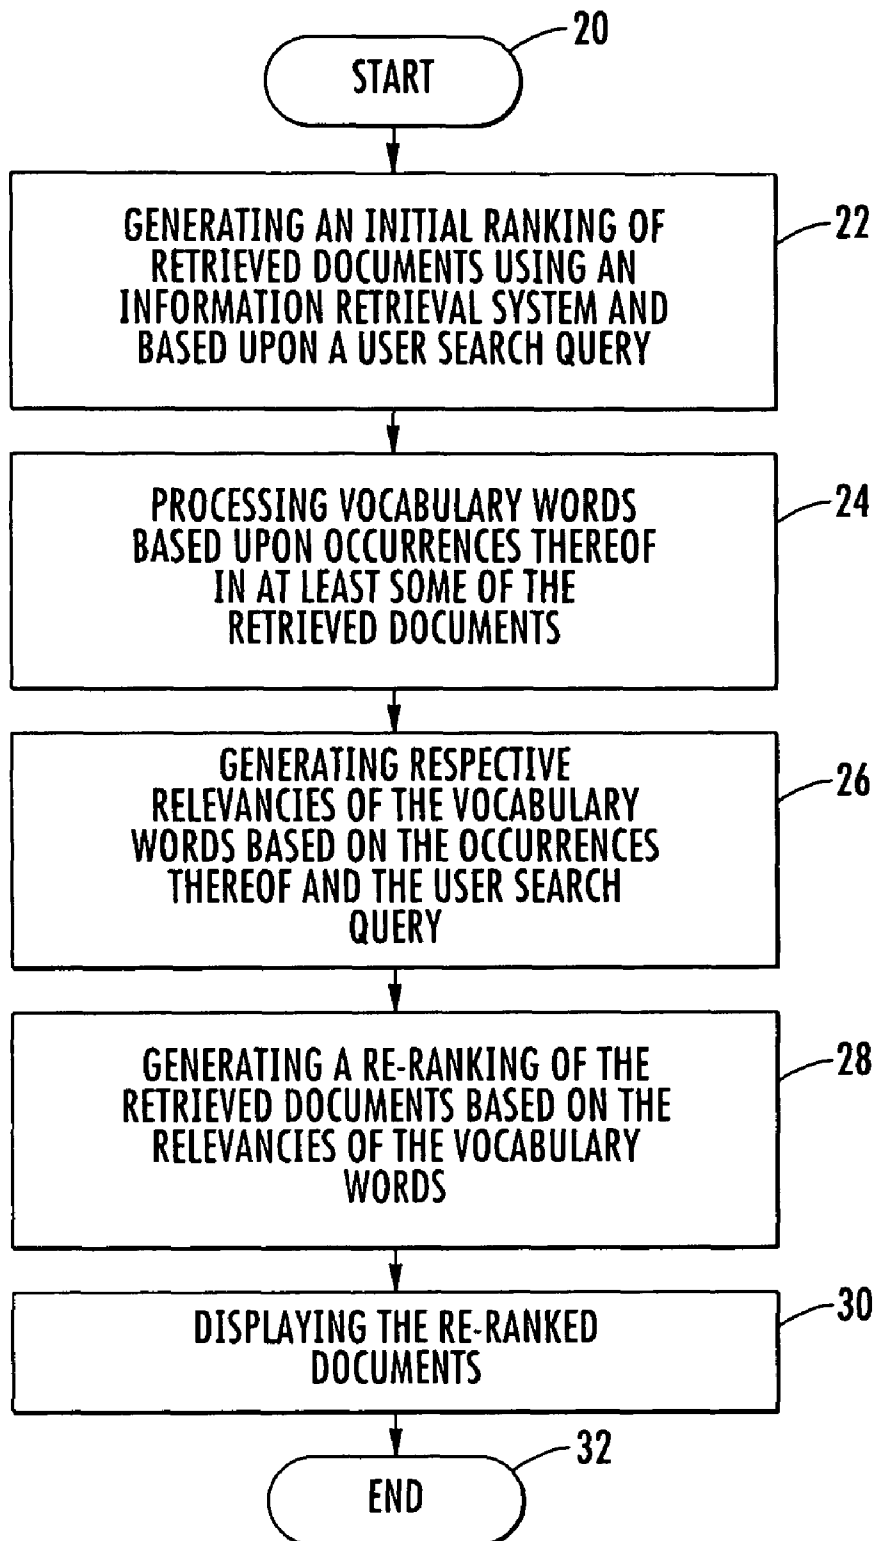 20
START
22
GENERATING AN INITIAL RANKING OF
RETRIEVED DOCUMENTS USING AN
INFORMATION RETRIEVAL SYSTEM AND
BASED UPON A USER SEARCH QUERY
24
PROCESSING VOCABULARY WORDS
BASED UPON OCCURRENCES THEREOF
IN AT LEAST SOME OF THE
RETRIEVED DOCUMENTS
26
GENERATING RESPECTIVE
RELEVANCIES OF THE VOCABULARY
WORDS BASED ON THE OCCURRENCES
THEREOF AND THE USER SEARCH
QUERY
28
GENERATING A RE-RANKING OF THE
RETRIEVED DOCUMENTS BASED ON THE
RELEVANCIES OF THE VOCABULARY
WORDS
30
DISPLAYING THE RE-RANKED
DOCUMENTS
32
END